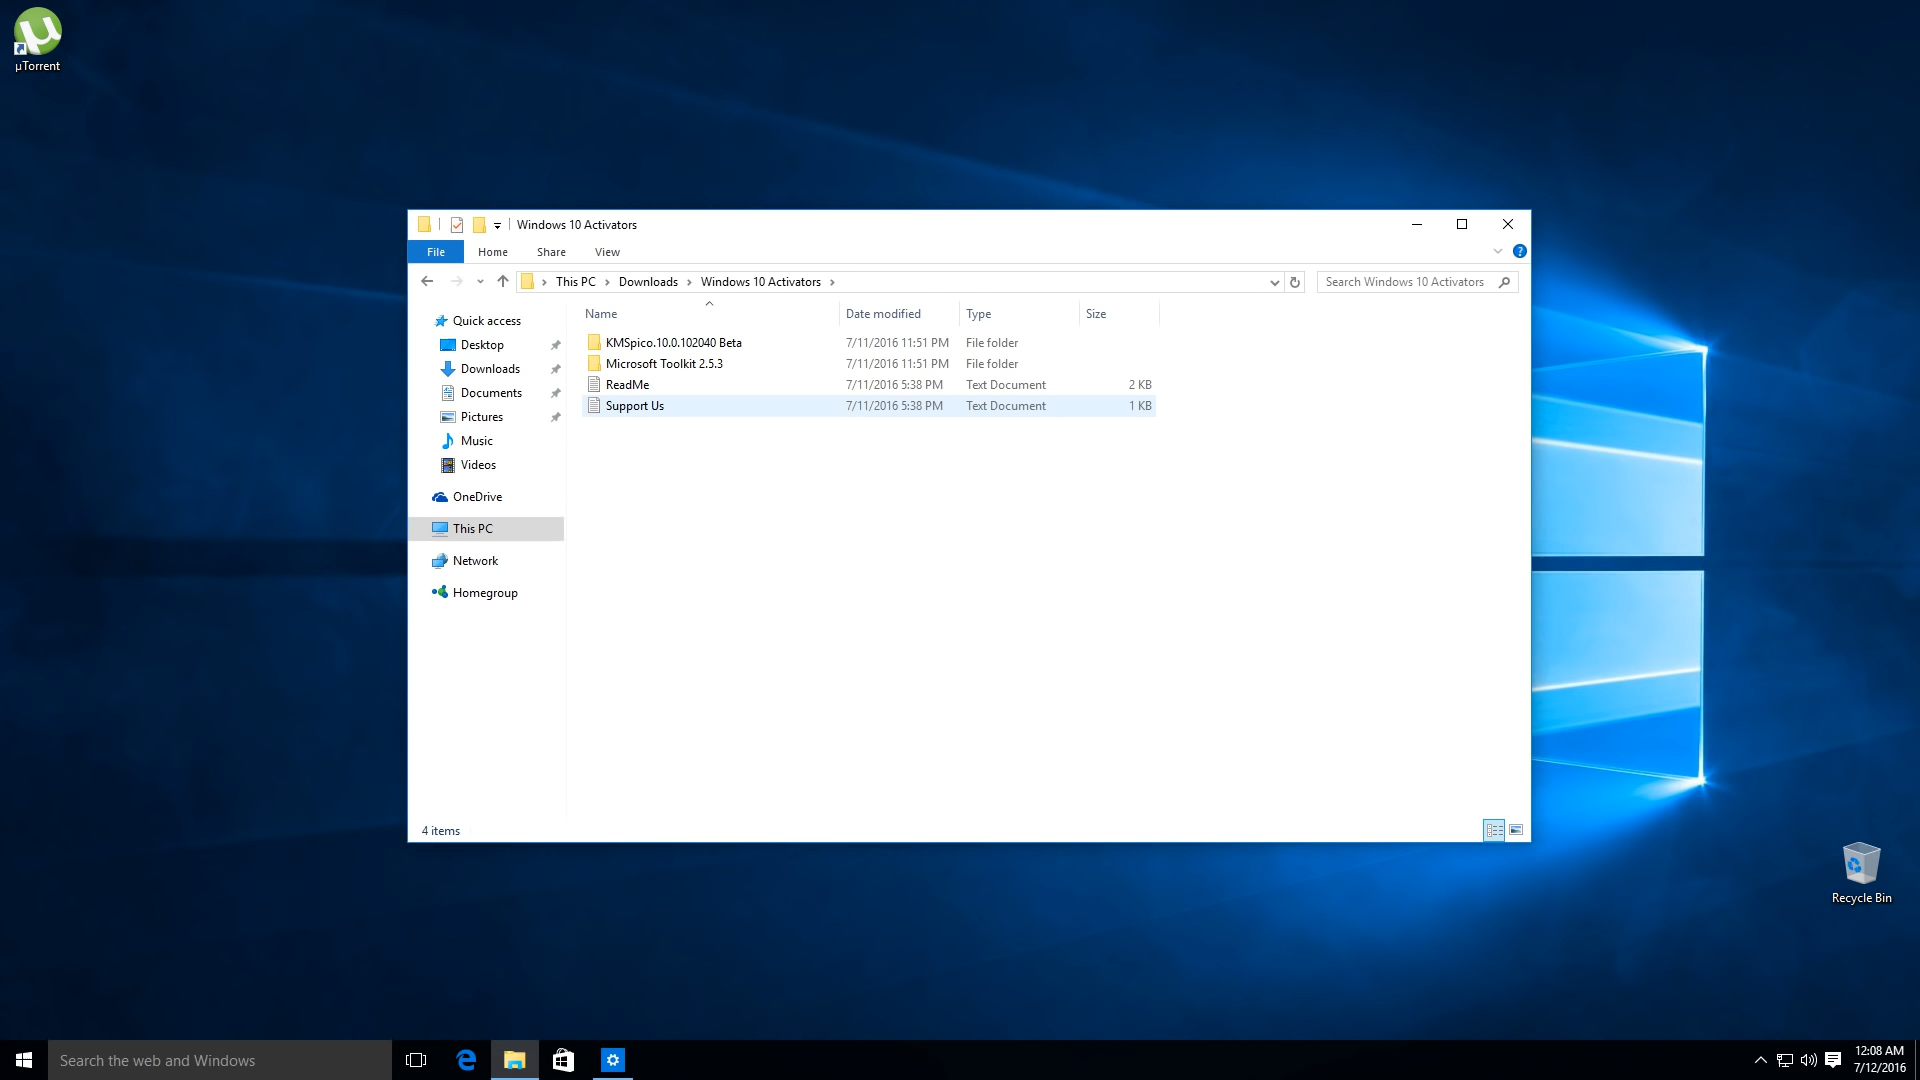 µTorrent
Windows 10 Activators
File Home Share View
This PC Downloads Windows 10 Activators
Search Windows 10 Activators
Quick access
Desktop
Downloads
Documents
Pictures
Music
Videos
OneDrive
This PC
Network
Homegroup
Name Date modified Type Size
KMSpico.10.0.102040 Beta 7/11/2016 11:51 PM File folder
Microsoft Toolkit 2.5.3 7/11/2016 11:51 PM File folder
ReadMe 7/11/2016 5:38 PM Text Document 2 KB
Support Us 7/11/2016 5:38 PM Text Document 1 KB
4 items
Recycle Bin
Search the web and Windows
12:08 AM
7/12/2016